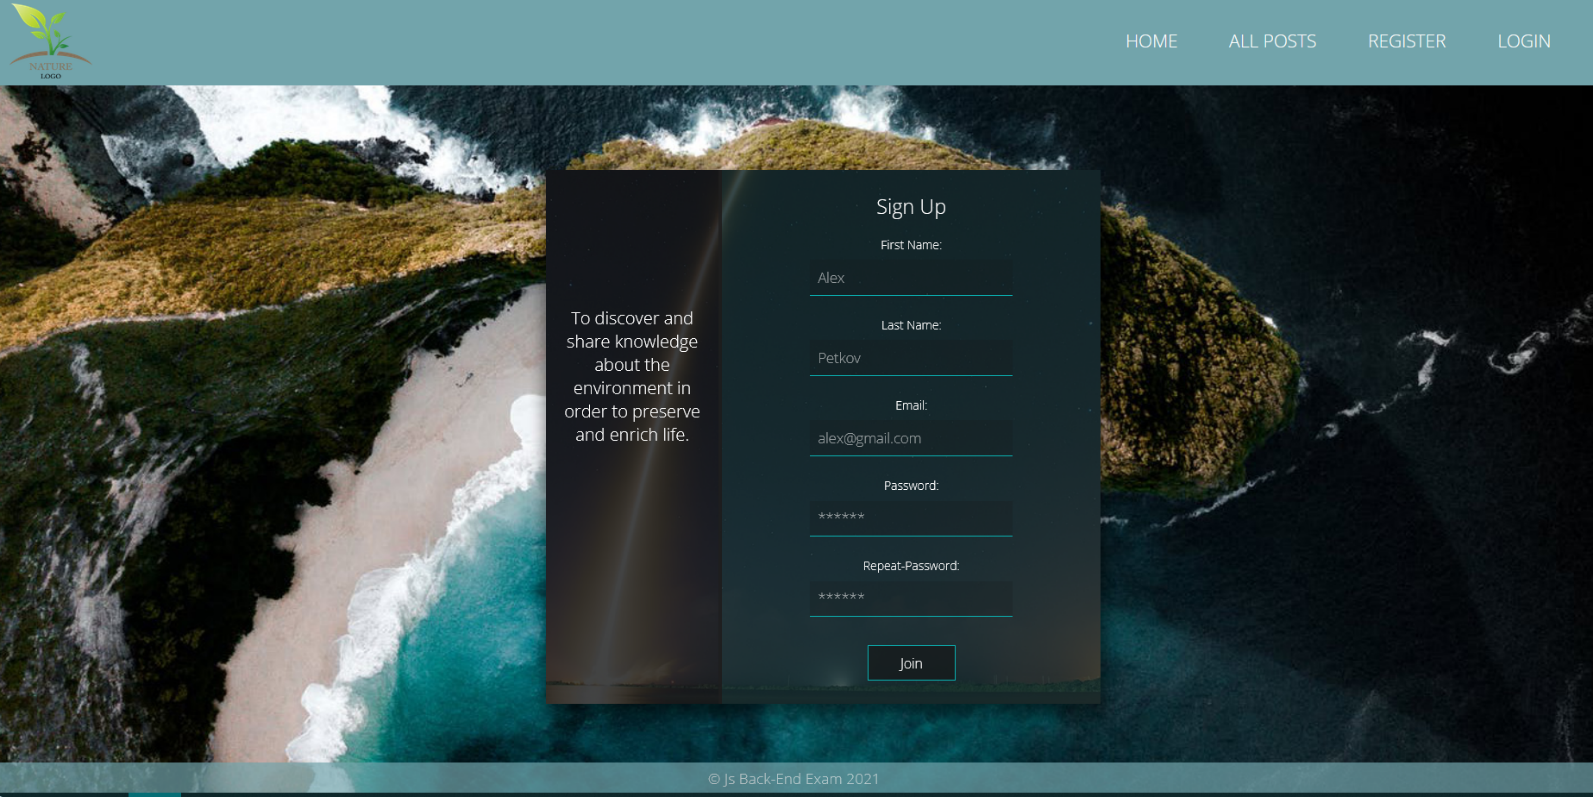 NATURE
LOGO
HOME
ALL POSTS
REGISTER
LOGIN
To discover and
share knowledge
about the
environment in
order to preserve
and enrich life.
Sign Up
First Name:
Alex
Last Name:
Petkov
Email:
alex@gmail.com
Password:
******
Repeat-Password:
******
Join
© Js Back-End Exam 2021